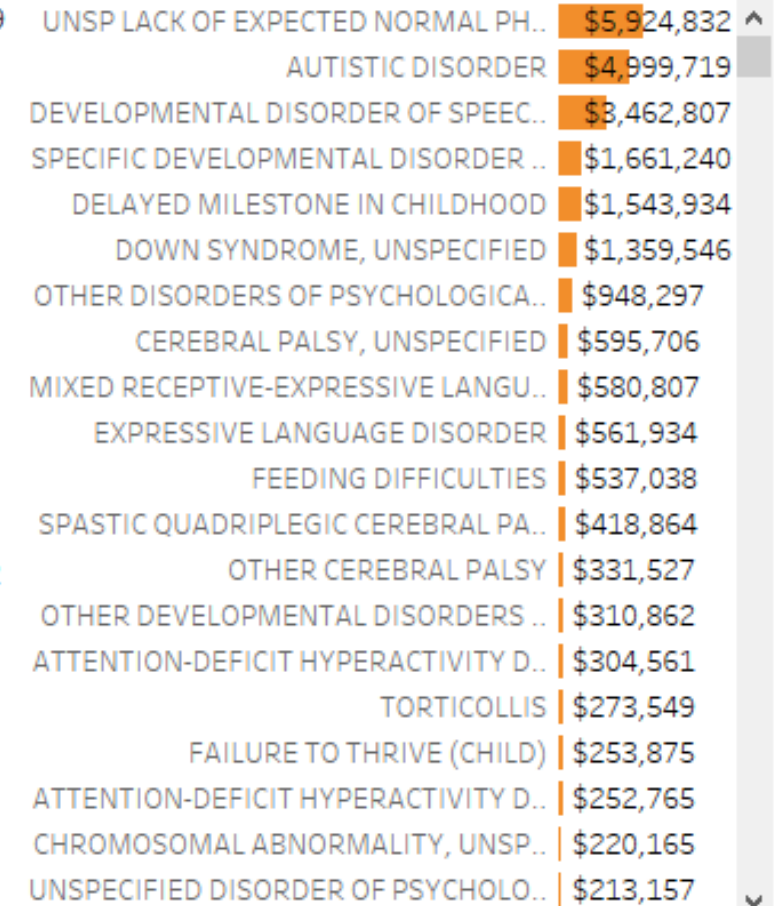 UNSP LACK OF EXPECTED NORMAL PH.. $5,924,832
AUTISTIC DISORDER $4,999,719
DEVELOPMENTAL DISORDER OF SPEEC.. $3,462,807
SPECIFIC DEVELOPMENTAL DISORDER .. $1,661,240
DELAYED MILESTONE IN CHILDHOOD $1,543,934
DOWN SYNDROME, UNSPECIFIED $1,359,546
OTHER DISORDERS OF PSYCHOLOGICA.. $948,297
CEREBRAL PALSY, UNSPECIFIED $595,706
MIXED RECEPTIVE-EXPRESSIVE LANGU.. $580,807
EXPRESSIVE LANGUAGE DISORDER $561,934
FEEDING DIFFICULTIES $537,038
SPASTIC QUADRIPLEGIC CEREBRAL PA.. $418,864
OTHER CEREBRAL PALSY $331,527
OTHER DEVELOPMENTAL DISORDERS .. $310,862
ATTENTION-DEFICIT HYPERACTIVITY D.. $304,561
TORTICOLLIS $273,549
FAILURE TO THRIVE (CHILD) $253,875
ATTENTION-DEFICIT HYPERACTIVITY D.. $252,765
CHROMOSOMAL ABNORMALITY, UNSP.. $220,165
UNSPECIFIED DISORDER OF PSYCHOLO.. $213,157